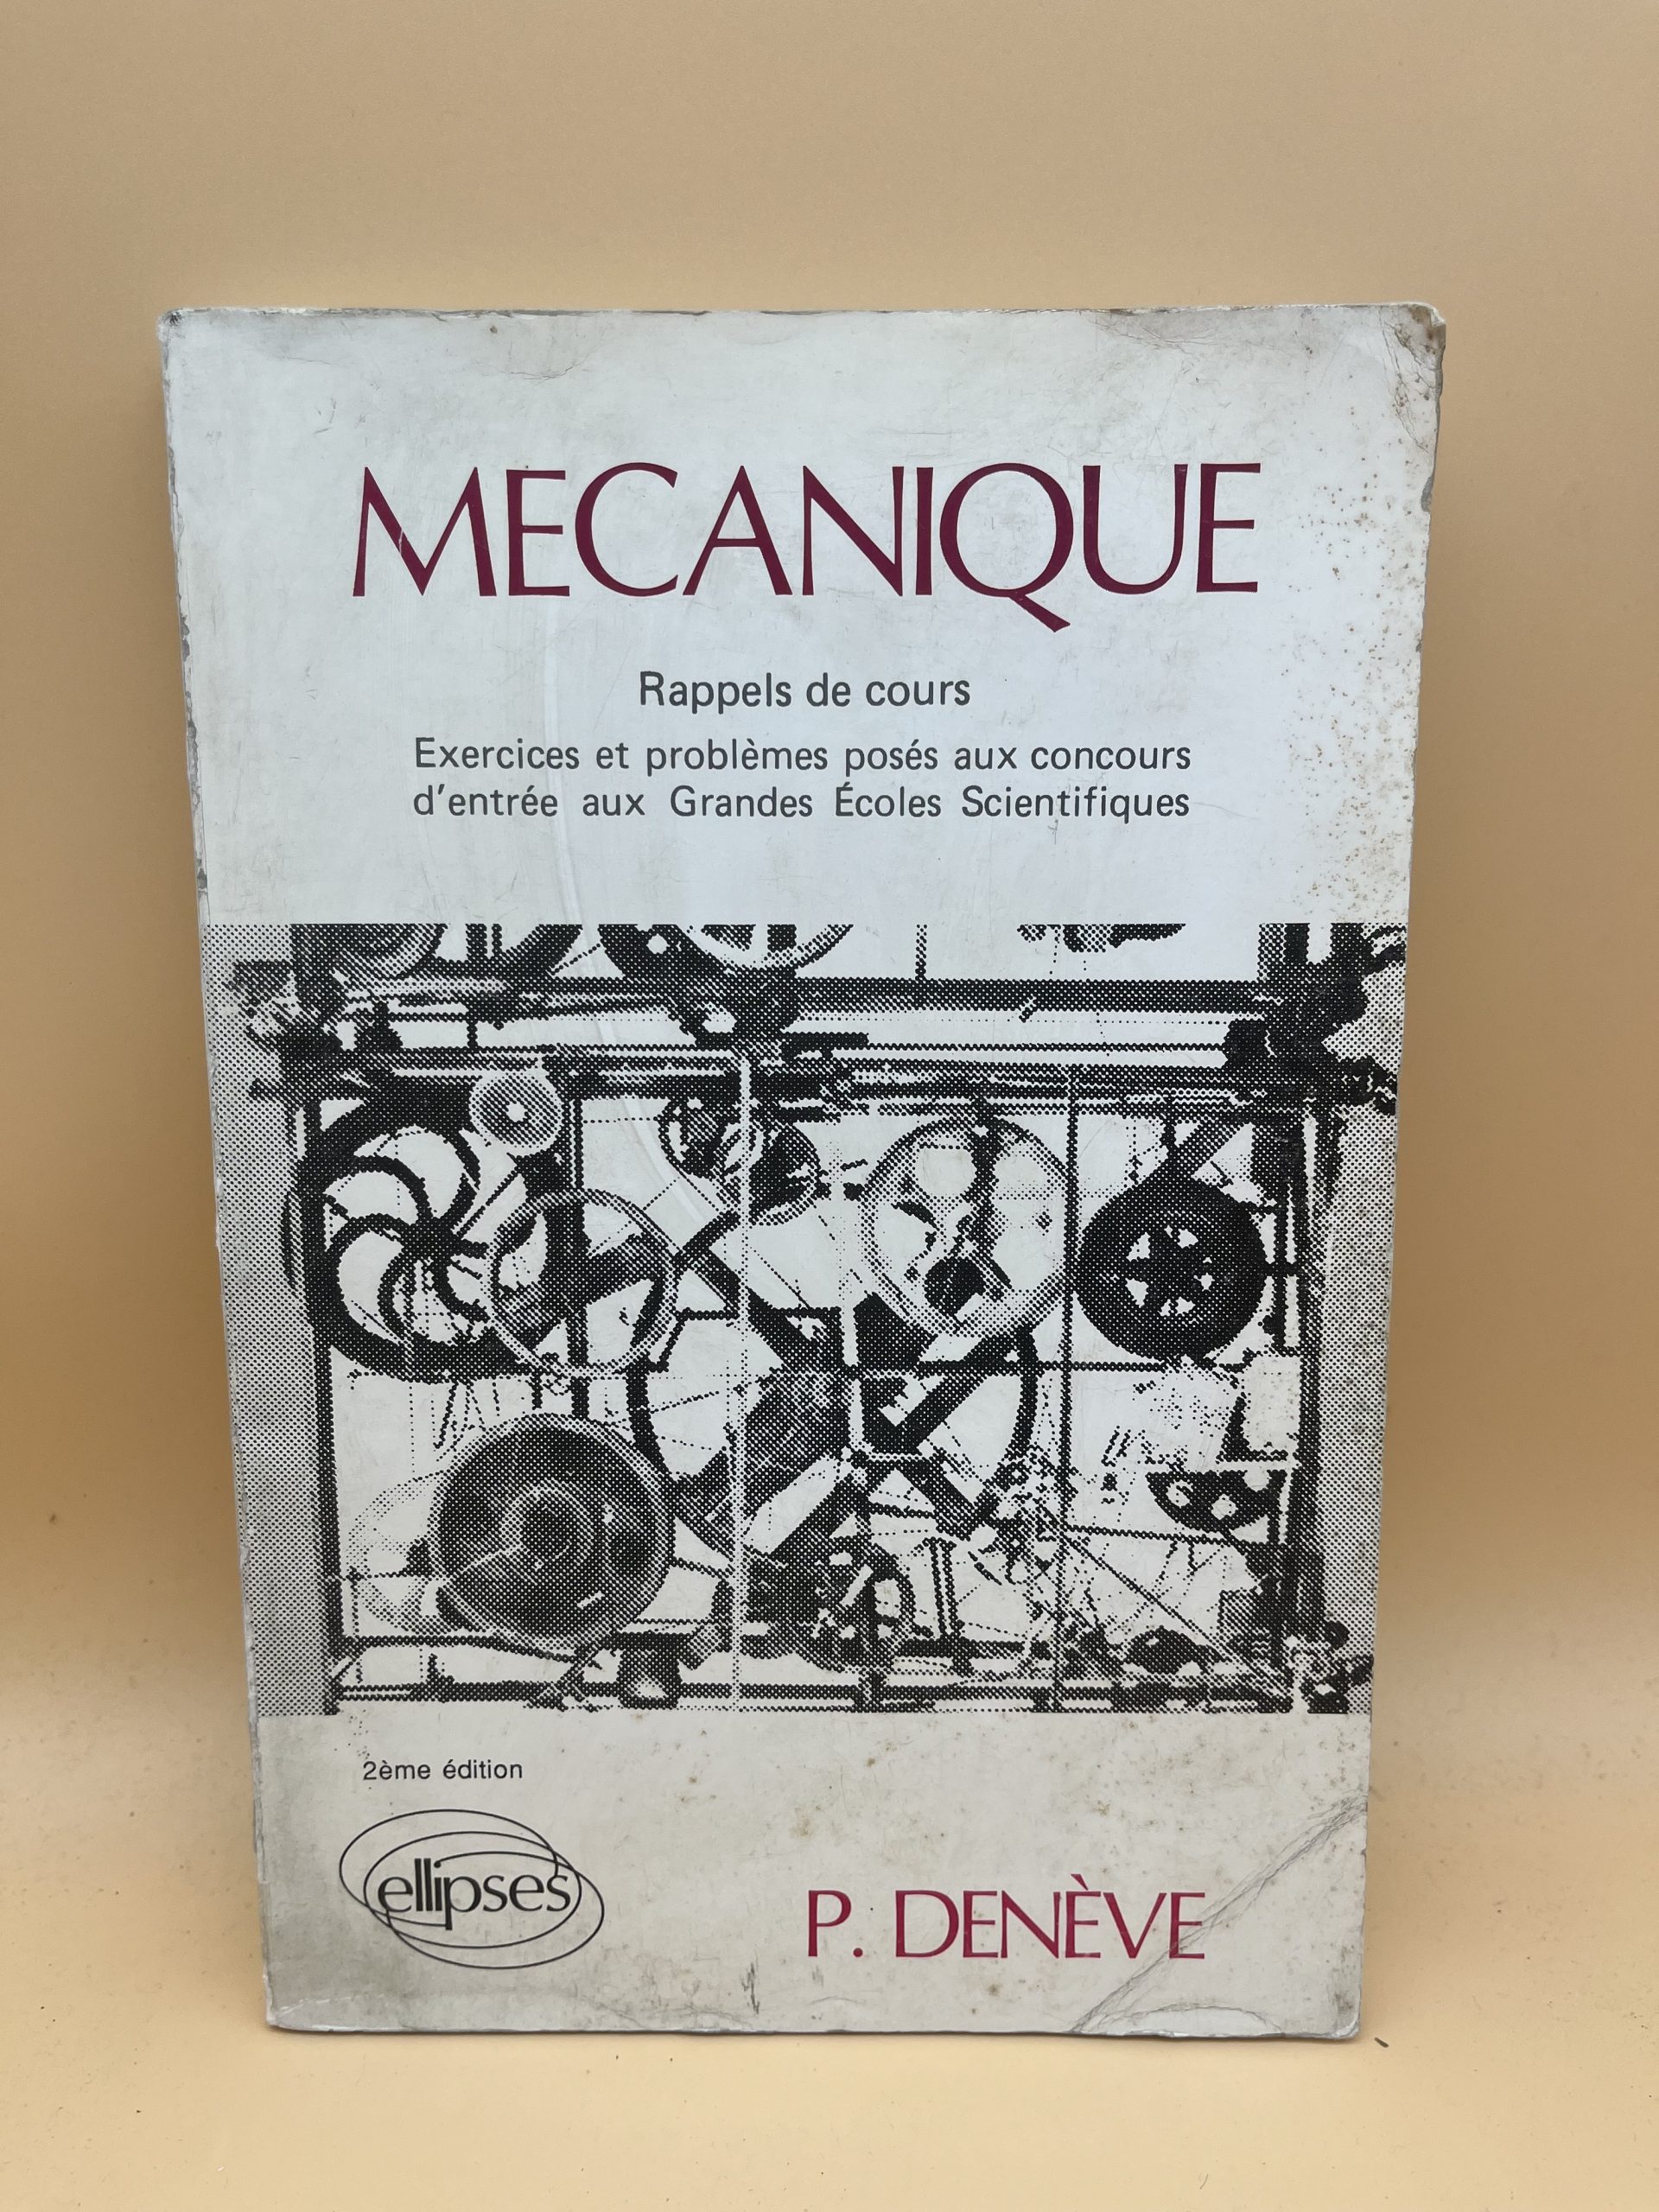 MECANIQUE
Rappels de cours
Exercices et problèmes posés aux concours
d'entrée aux Grandes Écoles Scientifiques
2ème édition
ellipses
P. DENÈVE